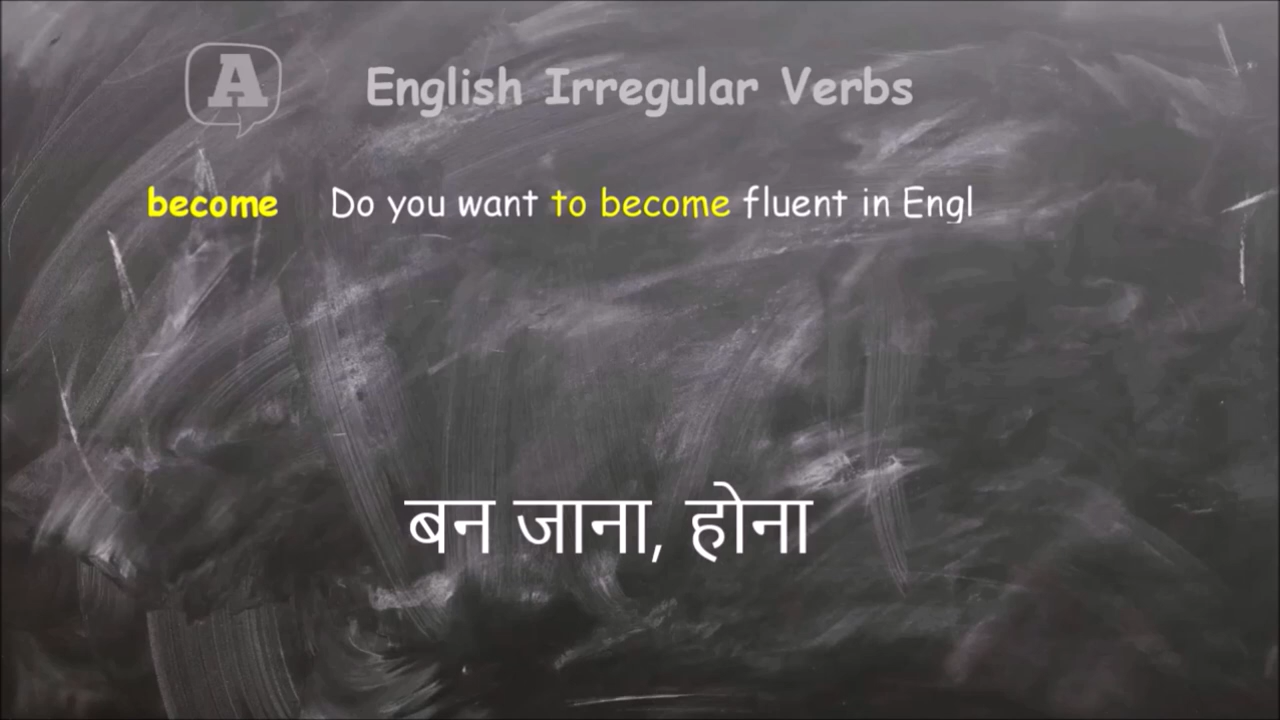 A English Irregular Verbs
become Do you want to become fluent in Engl
बन जाना, होना